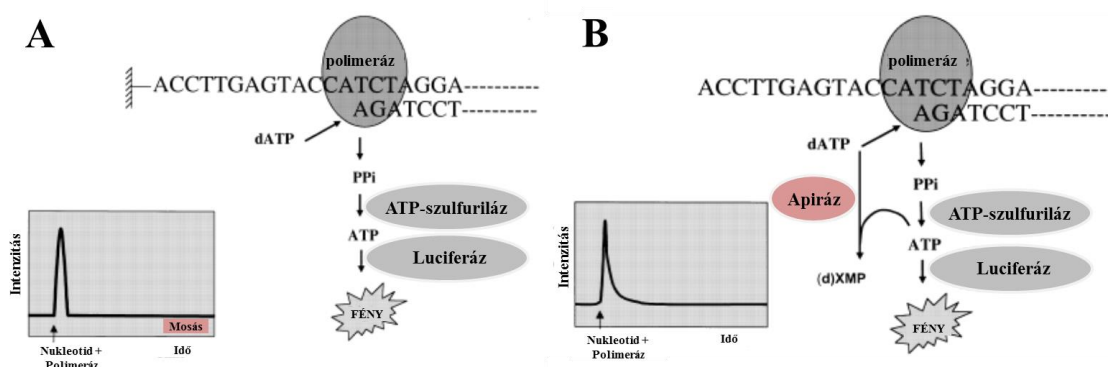 A
polimeráz
ACCTTGAGTACCATCTAGGA----------
AGATCCT-----
dATP
PPi
ATP-szulfuriláz
ATP
Luciferáz
FÉNY
Intenzitás
Mosás
Nukleotid +
Polimeráz
Idő
B
polimeráz
ACCTTGAGTACCATCTAGGA----------
AGATCCT-----
dATP
Apiráz
PPi
ATP-szulfuriláz
ATP
Luciferáz
(d)XMP
FÉNY
Intenzitás
Nukleotid +
Polimeráz
Idő